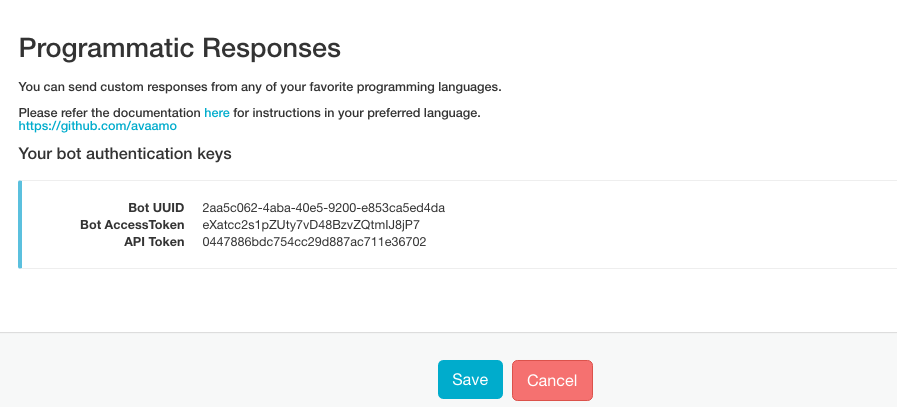 Programmatic Responses
You can send custom responses from any of your favorite programming languages.
Please refer the documentation here for instructions in your preferred language.
https://github.com/avaamo
Your bot authentication keys
Bot UUID 2aa5c062-4aba-40e5-9200-e853ca5ed4da
Bot AccessToken eXatcc2s1pZUty7vD48BzvZQtmIJ8jP7
API Token 0447886bdc754cc29d887ac711e36702
Save Cancel